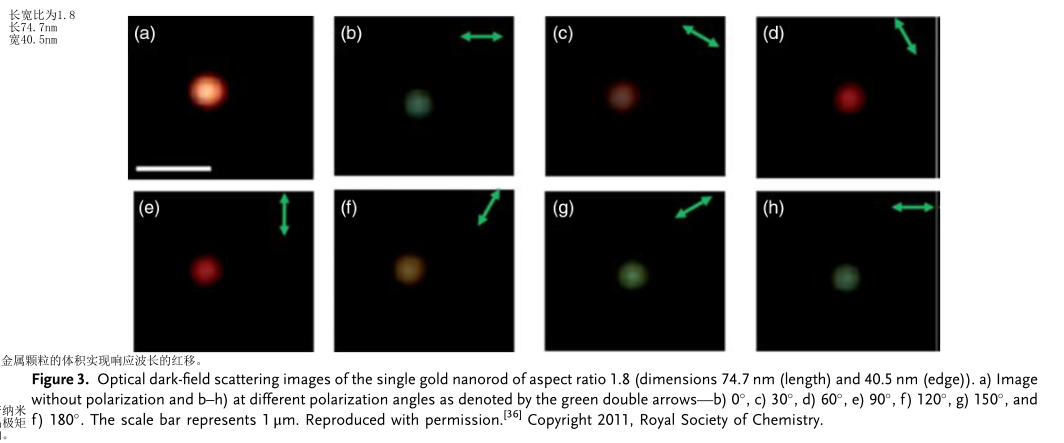 长宽比为1.8
长74.7nm
宽40.5nm
(a)
(b)
(c)
(d)
(e)
(f)
(g)
(h)
金属颗粒的体积实现响应波长的红移。
Figure 3. Optical dark-field scattering images of the single gold nanorod of aspect ratio 1.8 (dimensions 74.7 nm (length) and 40.5 nm (edge)). a) Image
without polarization and b–h) at different polarization angles as denoted by the green double arrows—b) 0°, c) 30°, d) 60°, e) 90°, f) 120°, g) 150°, and
f) 180°. The scale bar represents 1 μm. Reproduced with permission.[36] Copyright 2011, Royal Society of Chemistry.
纳米
极矩